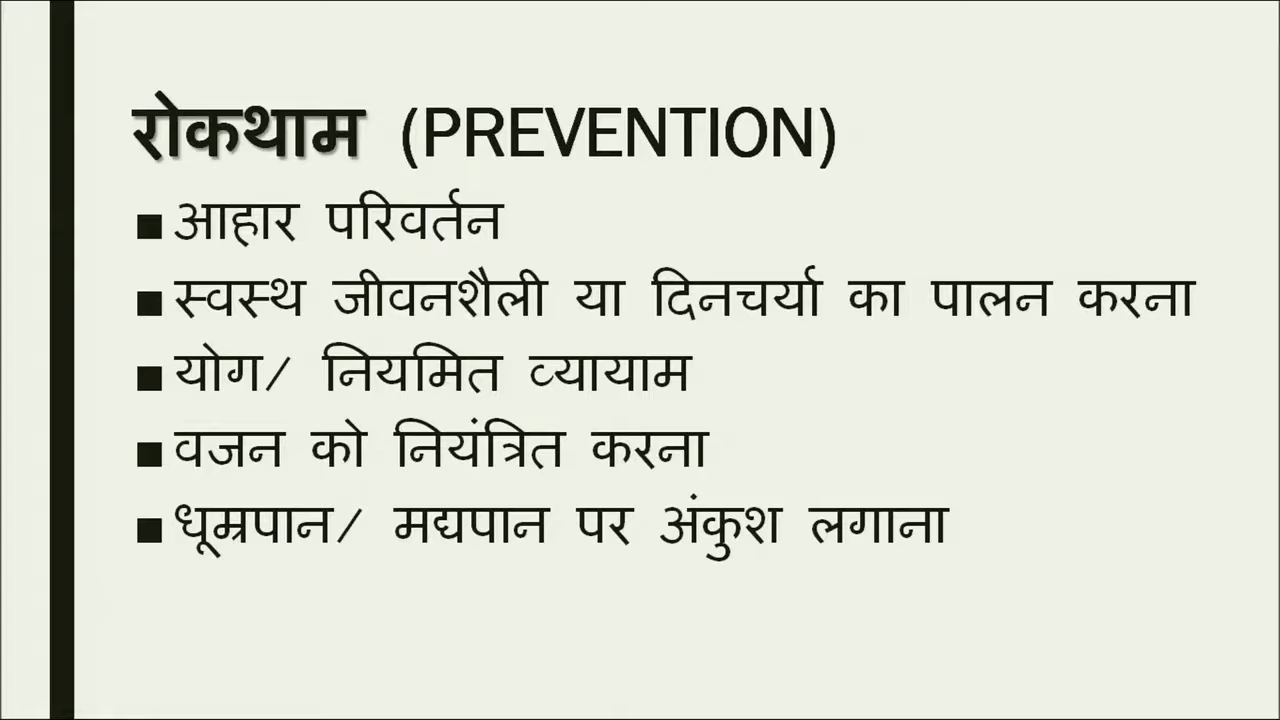 रोकथाम (PREVENTION)
■ आहार परिवर्तन
■ स्वस्थ जीवनशैली या दिनचर्या का पालन करना
■ योग/ नियमित व्यायाम
■ वजन को नियंत्रित करना
■ धूम्रपान/ मद्यपान पर अंकुश लगाना